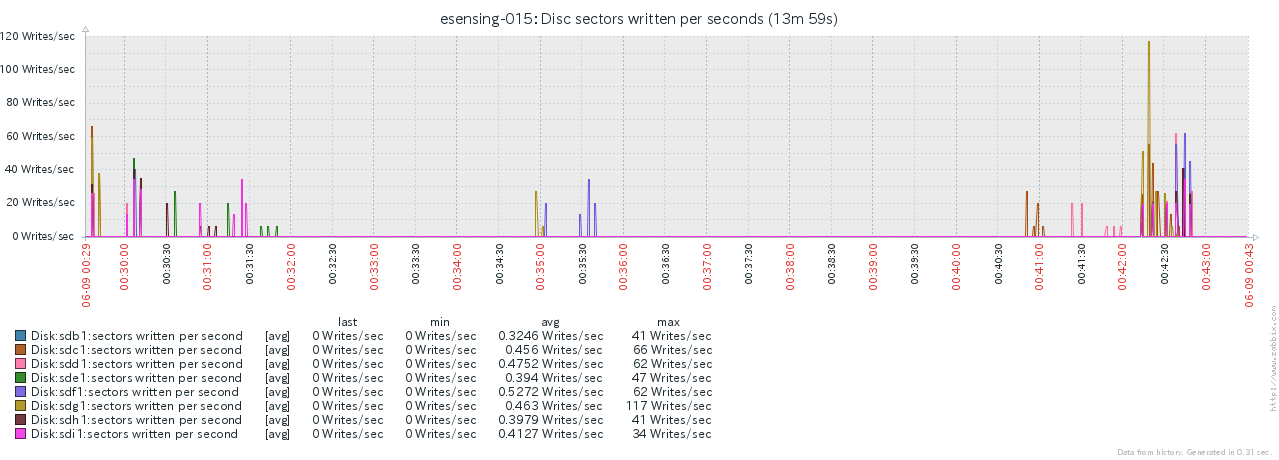 esensing-015: Disc sectors written per seconds (13m 59s)
120 Writes/sec
100 Writes/sec
80 Writes/sec
60 Writes/sec
40 Writes/sec
20 Writes/sec
0 Writes/sec
06-09 00:29
00:30:00
00:30:30
00:31:00
00:31:30
00:32:00
00:32:30
00:33:00
00:33:30
00:34:00
00:34:30
00:35:00
00:35:30
00:36:00
00:36:30
00:37:00
00:37:30
00:38:00
00:38:30
00:39:00
00:39:30
00:40:00
00:40:30
00:41:00
00:41:30
00:42:00
00:42:30
00:43:00
06-09 00:43
last min avg max
Disk:sdb1:sectors written per second [avg] 0 Writes/sec 0 Writes/sec 0.3246 Writes/sec 41 Writes/sec
Disk:sdc1:sectors written per second [avg] 0 Writes/sec 0 Writes/sec 0.456 Writes/sec 66 Writes/sec
Disk:sdd1:sectors written per second [avg] 0 Writes/sec 0 Writes/sec 0.4752 Writes/sec 62 Writes/sec
Disk:sde1:sectors written per second [avg] 0 Writes/sec 0 Writes/sec 0.394 Writes/sec 47 Writes/sec
Disk:sdf1:sectors written per second [avg] 0 Writes/sec 0 Writes/sec 0.5272 Writes/sec 62 Writes/sec
Disk:sdg1:sectors written per second [avg] 0 Writes/sec 0 Writes/sec 0.463 Writes/sec 117 Writes/sec
Disk:sdh1:sectors written per second [avg] 0 Writes/sec 0 Writes/sec 0.3979 Writes/sec 41 Writes/sec
Disk:sdi1:sectors written per second [avg] 0 Writes/sec 0 Writes/sec 0.4127 Writes/sec 34 Writes/sec
http://www.zabbix.com
Data from history. Generated in 0.31 sec.